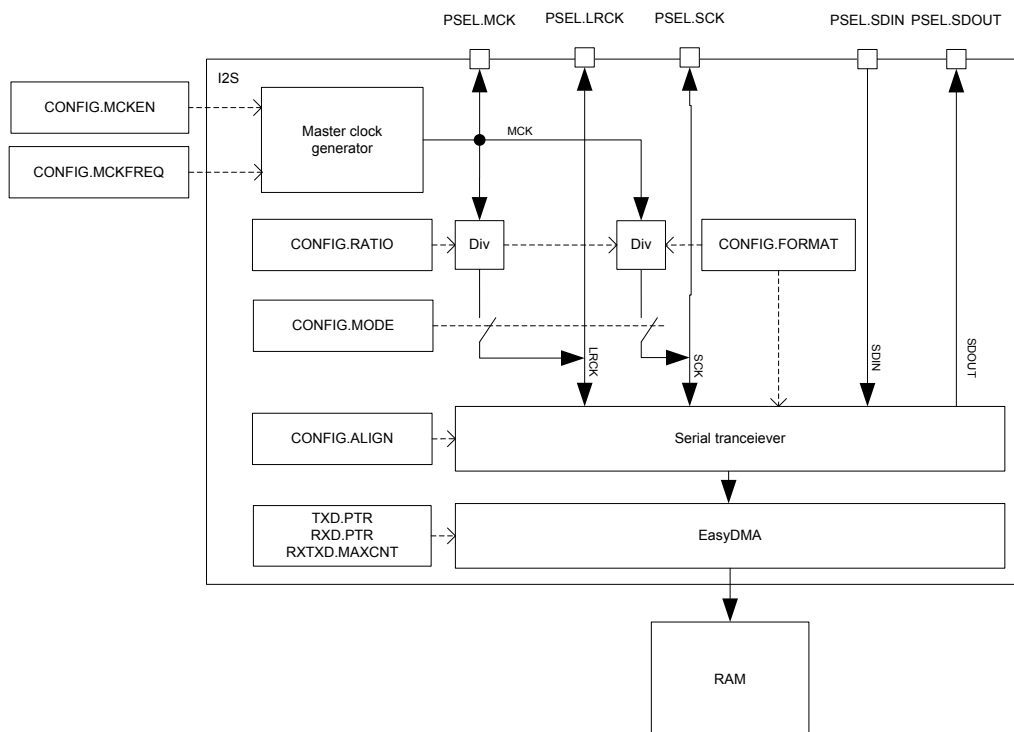 PSEL.MCK
PSEL.LRCK
PSEL.SCK
PSEL.SDIN
PSEL.SDOUT
I2S
CONFIG.MCKEN
Master clock
generator
MCK
CONFIG.MCKFREQ
CONFIG.RATIO
Div
Div
CONFIG.FORMAT
CONFIG.MODE
LRCK
SCK
SDIN
SDOUT
CONFIG.ALIGN
Serial tranceiever
TXD.PTR
RXD.PTR
RXTXD.MAXCNT
EasyDMA
RAM